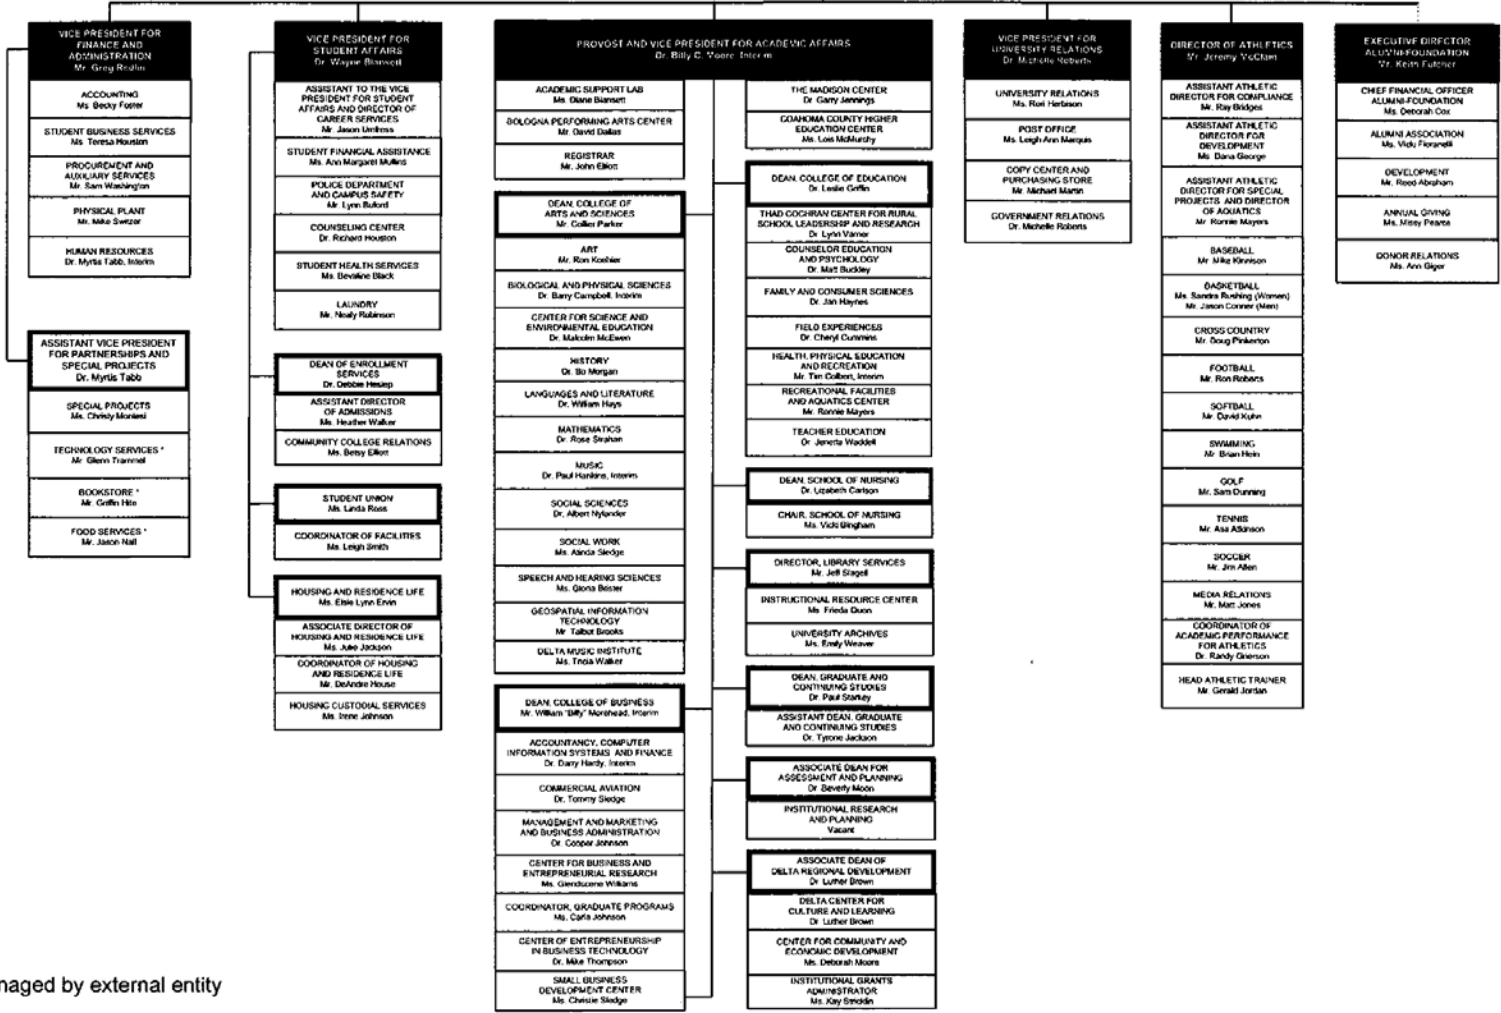 VICE PRESIDENT FOR
FINANCE AND
ADMINISTRATION
Mr. Greg Redlin
ACCOUNTING
Ms. Becky Foster
STUDENT BUSINESS SERVICES
Ms. Teresa Houston
PROCUREMENT AND
AUXILIARY SERVICES
Mr. Sam Washington
PHYSICAL PLANT
Mr. Mike Switzer
HUMAN RESOURCES
Dr. Myrtis Tabb, Interim
ASSISTANT VICE PRESIDENT
FOR PARTNERSHIPS AND
SPECIAL PROJECTS
Dr. Myrtis Tabb
SPECIAL PROJECTS
Ms. Christy Montesi
TECHNOLOGY SERVICES *
Mr. Glenn Trammel
BOOKSTORE *
Mr. Griffin Hite
FOOD SERVICES *
Mr. Jason Nall
VICE PRESIDENT FOR
STUDENT AFFAIRS
Dr. Wayne Blansett
ASSISTANT TO THE VICE
PRESIDENT FOR STUDENT
AFFAIRS AND DIRECTOR OF
CAREER SERVICES
Mr. Jason Umfress
STUDENT FINANCIAL ASSISTANCE
Ms. Ann Margaret Mullins
POLICE DEPARTMENT
AND CAMPUS SAFETY
Mr. Lynn Buford
COUNSELING CENTER
Dr. Richard Houston
STUDENT HEALTH SERVICES
Ms. Beverline Black
LAUNDRY
Mr. Nealy Robinson
DEAN OF ENROLLMENT
SERVICES
Dr. Debbie Heslep
ASSISTANT DIRECTOR
OF ADMISSIONS
Ms. Heather Walker
COMMUNITY COLLEGE RELATIONS
Ms. Betsy Elliott
STUDENT UNION
Ms. Linda Ross
COORDINATOR OF FACILITIES
Ms. Leigh Smith
HOUSING AND RESIDENCE LIFE
Ms. Elsie Lynn Ervin
ASSOCIATE DIRECTOR OF
HOUSING AND RESIDENCE LIFE
Ms. Julie Jackson
COORDINATOR OF HOUSING
AND RESIDENCE LIFE
Mr. DeAndre House
HOUSING CUSTODIAL SERVICES
Ms. Irene Johnson
PROVOST AND VICE PRESIDENT FOR ACADEMIC AFFAIRS
Dr. Billy C. Moore, Interim
ACADEMIC SUPPORT LAB
Ms. Diane Blansett
BOLOGNA PERFORMING ARTS CENTER
Mr. David Dallas
REGISTRAR
Mr. John Elliott
DEAN, COLLEGE OF
ARTS AND SCIENCES
Mr. Collier Parker
ART
Mr. Ron Koehler
BIOLOGICAL AND PHYSICAL SCIENCES
Dr. Barry Campbell, Interim
CENTER FOR SCIENCE AND
ENVIRONMENTAL EDUCATION
Dr. Malcolm McEwen
HISTORY
Dr. Bo Morgan
LANGUAGES AND LITERATURE
Dr. William Hays
MATHEMATICS
Dr. Rose Strahan
MUSIC
Dr. Paul Hankins, Interim
SOCIAL SCIENCES
Dr. Albert Nylander
SOCIAL WORK
Ms. Alinda Sledge
SPEECH AND HEARING SCIENCES
Ms. Gloria Brister
GEOSPATIAL INFORMATION
TECHNOLOGY
Mr. Talbot Brooks
DELTA MUSIC INSTITUTE
Ms. Tricia Walker
DEAN, COLLEGE OF BUSINESS
Mr. William "Billy" Morehead, Interim
ACCOUNTANCY, COMPUTER
INFORMATION SYSTEMS AND FINANCE
Dr. Darry Hardy, Interim
COMMERCIAL AVIATION
Dr. Tommy Sledge
MANAGEMENT AND MARKETING
AND BUSINESS ADMINISTRATION
Dr. Cooper Johnson
CENTER FOR BUSINESS AND
ENTREPRENEURIAL RESEARCH
Ms. Glendscene Williams
COORDINATOR, GRADUATE PROGRAMS
Ms. Carla Johnson
CENTER OF ENTREPRENEURSHIP
IN BUSINESS TECHNOLOGY
Dr. Mike Thompson
SMALL BUSINESS
DEVELOPMENT CENTER
Ms. Christie Sledge
THE MADISON CENTER
Dr. Garry Jennings
COAHOMA COUNTY HIGHER
EDUCATION CENTER
Ms. Lois McMurchy
DEAN, COLLEGE OF EDUCATION
Dr. Leslie Griffin
THAD COCHRAN CENTER FOR RURAL
SCHOOL LEADERSHIP AND RESEARCH
Dr. Lynn Varner
COUNSELOR EDUCATION
AND PSYCHOLOGY
Dr. Matt Buckley
FAMILY AND CONSUMER SCIENCES
Dr. Jan Haynes
FIELD EXPERIENCES
Dr. Cheryl Cummins
HEALTH, PHYSICAL EDUCATION
AND RECREATION
Mr. Tim Colbert, Interim
RECREATIONAL FACILITIES
AND AQUATICS CENTER
Mr. Ronnie Mayers
TEACHER EDUCATION
Dr. Jenetta Waddell
DEAN, SCHOOL OF NURSING
Dr. Lizabeth Carlson
CHAIR, SCHOOL OF NURSING
Ms. Vicki Bingham
DIRECTOR, LIBRARY SERVICES
Mr. Jeff Slagell
INSTRUCTIONAL RESOURCE CENTER
Ms. Frieda Quon
UNIVERSITY ARCHIVES
Ms. Emily Weaver
DEAN, GRADUATE AND
CONTINUING STUDIES
Dr. Paul Starkey
ASSISTANT DEAN, GRADUATE
AND CONTINUING STUDIES
Dr. Tyrone Jackson
ASSOCIATE DEAN FOR
ASSESSMENT AND PLANNING
Dr. Beverly Moon
INSTITUTIONAL RESEARCH
AND PLANNING
Vacant
ASSOCIATE DEAN OF
DELTA REGIONAL DEVELOPMENT
Dr. Luther Brown
DELTA CENTER FOR
CULTURE AND LEARNING
Dr. Luther Brown
CENTER FOR COMMUNITY AND
ECONOMIC DEVELOPMENT
Ms. Deborah Moore
INSTITUTIONAL GRANTS
ADMINISTRATOR
Ms. Kay Stricklin
VICE PRESIDENT FOR
UNIVERSITY RELATIONS
Dr. Michelle Roberts
UNIVERSITY RELATIONS
Ms. Rori Herbison
POST OFFICE
Ms. Leigh Ann Marquis
COPY CENTER AND
PURCHASING STORE
Mr. Michael Martin
GOVERNMENT RELATIONS
Dr. Michelle Roberts
DIRECTOR OF ATHLETICS
Mr. Jeremy McClain
ASSISTANT ATHLETIC
DIRECTOR FOR COMPLIANCE
Mr. Ray Bridges
ASSISTANT ATHLETIC
DIRECTOR FOR
DEVELOPMENT
Ms. Dana George
ASSISTANT ATHLETIC
DIRECTOR FOR SPECIAL
PROJECTS AND DIRECTOR
OF AQUATICS
Mr. Ronnie Mayers
BASEBALL
Mr. Mike Kinnison
BASKETBALL
Ms. Sandra Rushing (Women)
Mr. Jason Conner (Men)
CROSS COUNTRY
Mr. Doug Pinkerton
FOOTBALL
Mr. Ron Roberts
SOFTBALL
Mr. David Kuhn
SWIMMING
Mr. Brian Hein
GOLF
Mr. Sam Dunning
TENNIS
Mr. Asa Atkinson
SOCCER
Mr. Jim Allen
MEDIA RELATIONS
Mr. Matt Jones
COORDINATOR OF
ACADEMIC PERFORMANCE
FOR ATHLETICS
Dr. Randy Grierson
HEAD ATHLETIC TRAINER
Mr. Gerald Jordan
EXECUTIVE DIRECTOR
ALUMNI-FOUNDATION
Mr. Keith Fulcher
CHIEF FINANCIAL OFFICER
ALUMNI-FOUNDATION
Ms. Deborah Cox
ALUMNI ASSOCIATION
Ms. Vicki Fioranelli
DEVELOPMENT
Mr. Reed Abraham
ANNUAL GIVING
Ms. Missy Pearce
DONOR RELATIONS
Ms. Ann Giger
naged by external entity